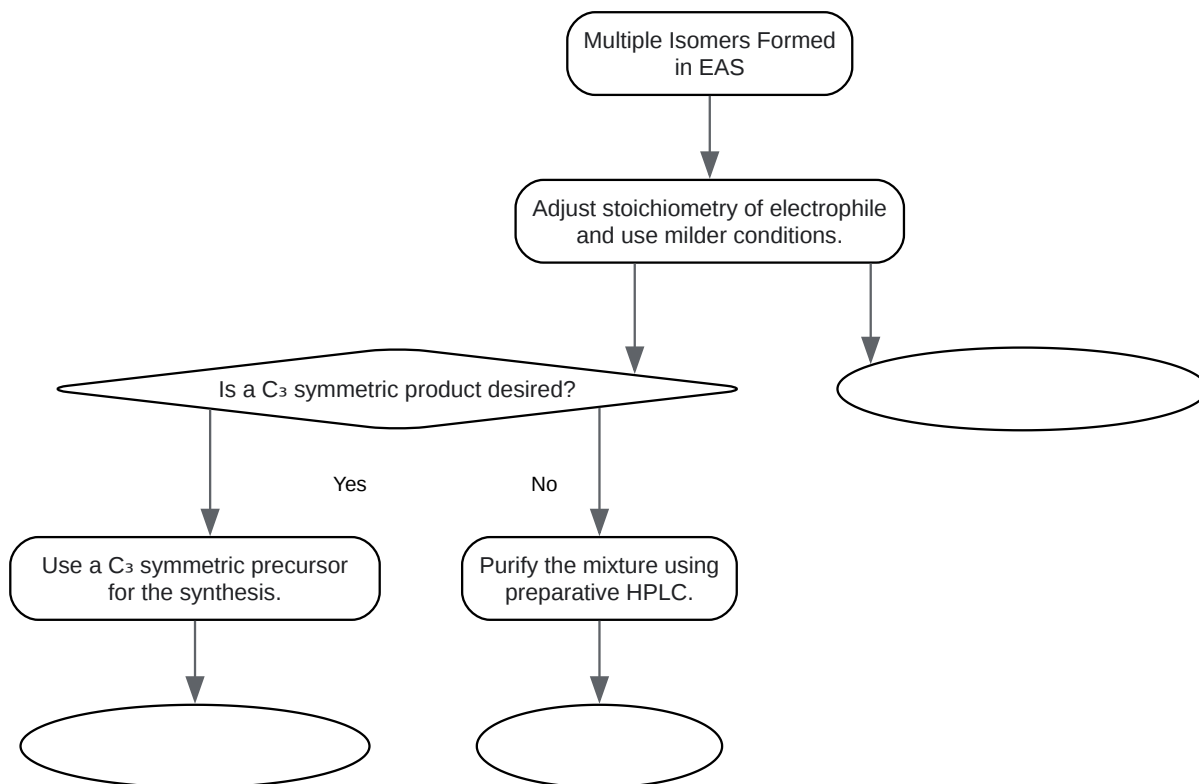 Multiple Isomers Formed
in EAS
Adjust stoichiometry of electrophile
and use milder conditions.
Is a C₃ symmetric product desired?
Yes
No
Use a C₃ symmetric precursor
for the synthesis.
Purify the mixture using
preparative HPLC.